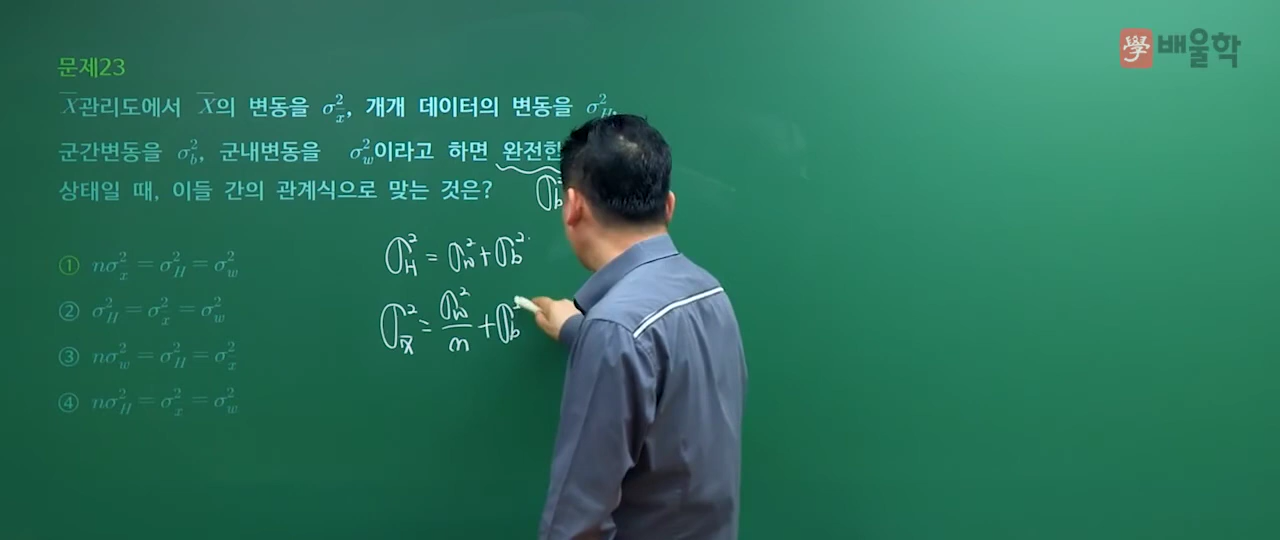 學 배울학
문제23
X̄관리도에서 X̄의 변동을 σ²x̄, 개개 데이터의 변동을 σ²H,
군간변동을 σ²b, 군내변동을 σ²w이라고 하면 완전한
상태일 때, 이들 간의 관계식으로 맞는 것은?
σb
① nσ²x̄ = σ²H = σ²w
σ²H = σ²w + σ²b
② σ²H = σ²x = σ²w
σ²x̄ = σ²w/n + σ²b
③ nσ²w = σ²H = σ²x
④ nσ²H = σ²x = σ²w